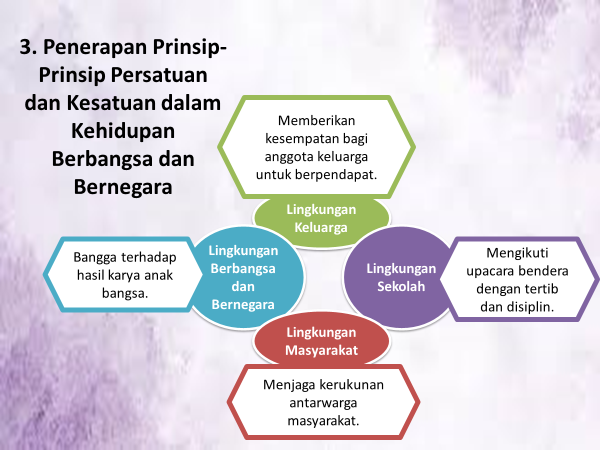 3. Penerapan Prinsip-
Prinsip Persatuan
dan Kesatuan dalam
Kehidupan
Berbangsa dan
Bernegara
Memberikan
kesempatan bagi
anggota keluarga
untuk berpendapat.
Lingkungan
Keluarga
Bangga terhadap
hasil karya anak
bangsa.
Lingkungan
Berbangsa
dan
Bernegara
Lingkungan
Sekolah
Mengikuti
upacara bendera
dengan tertib
dan disiplin.
Lingkungan
Masyarakat
Menjaga kerukunan
antarwarga
masyarakat.